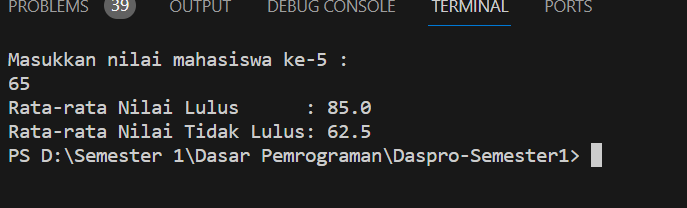 PROBLEMS 39 OUTPUT DEBUG CONSOLE TERMINAL PORTS
Masukkan nilai mahasiswa ke-5 :
65
Rata-rata Nilai Lulus      : 85.0
Rata-rata Nilai Tidak Lulus: 62.5
PS D:\Semester 1\Dasar Pemrograman\Daspro-Semester1>